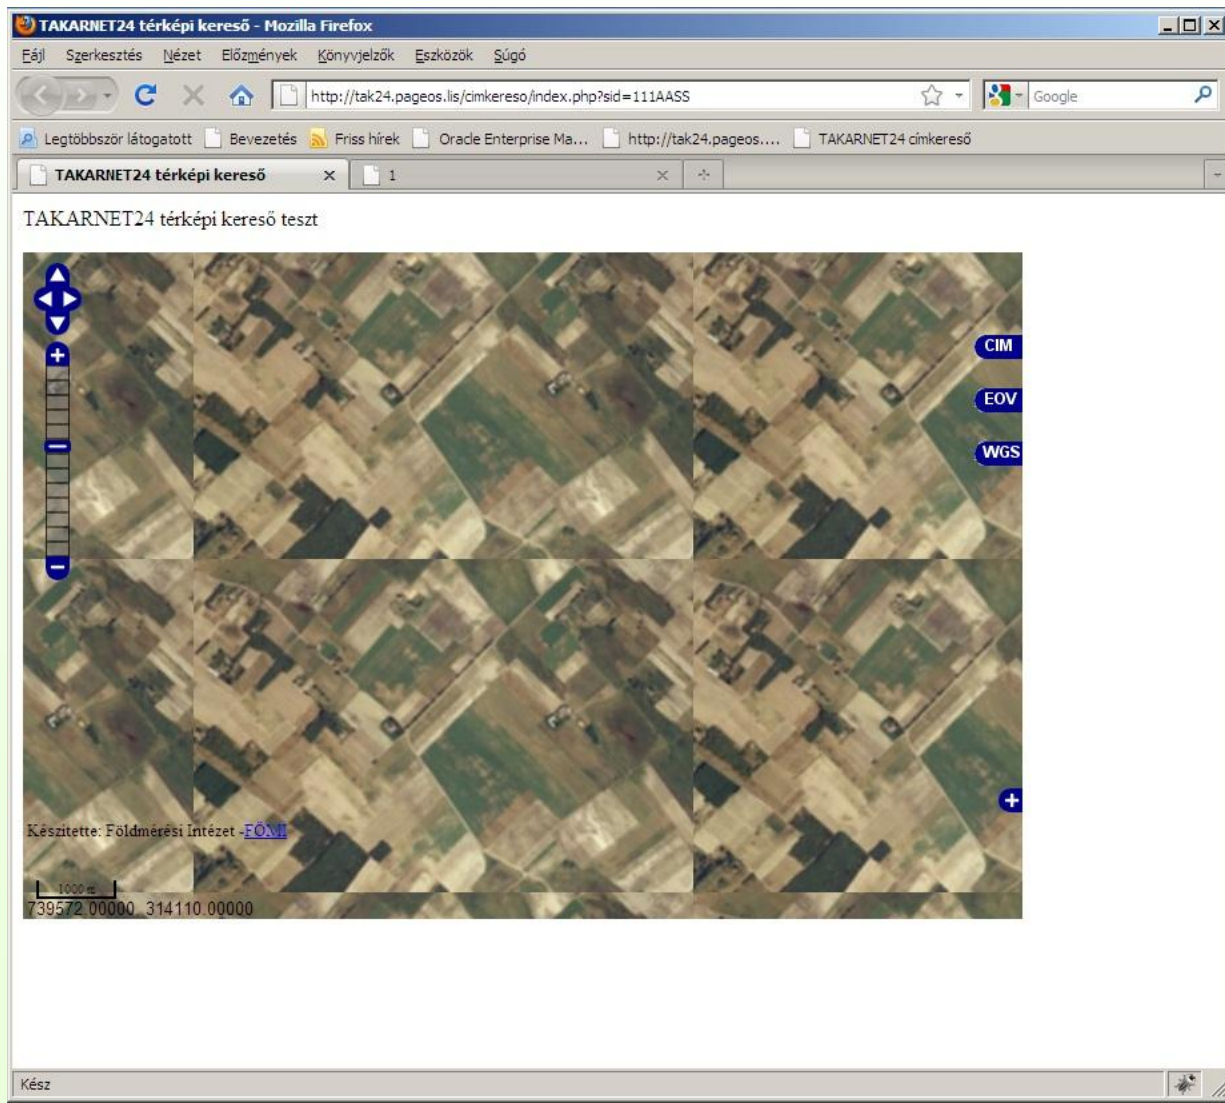 TAKARNET24 térképi kereső - Mozilla Firefox
Fájl Szerkesztés Nézet Előzmények Könyvjelzők Eszközök Súgó
http://tak24.pageos.lis/cimkereso/index.php?sid=111AASS Google
Legtöbbször látogatott Bevezetés Friss hírek Oracle Enterprise Ma... http://tak24.pageos.... TAKARNET24 címkereső
TAKARNET24 térképi kereső 1
TAKARNET24 térképi kereső teszt
CIM
EOV
WGS
Készitette: Földmérési Intézet -FÖMI
1000 m
739572.00000, 314110.00000
Kész